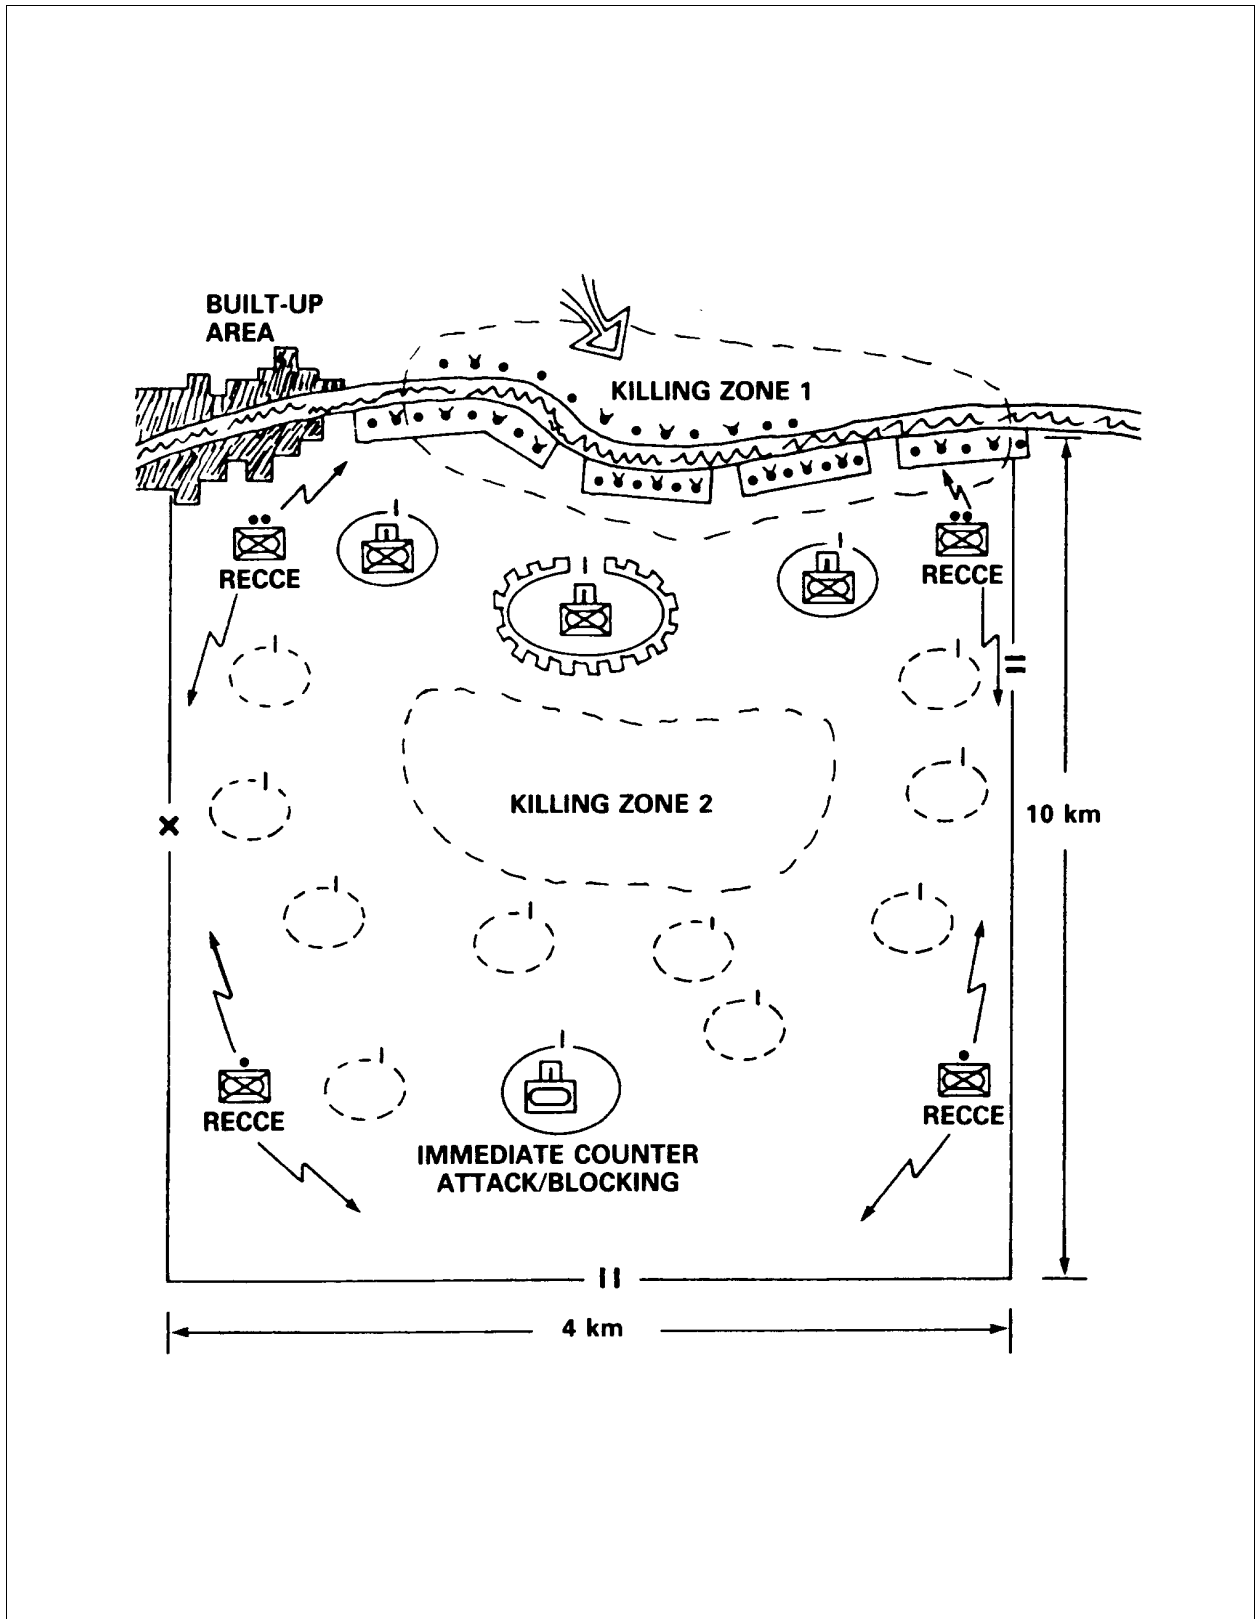 BUILT-UP
AREA
KILLING ZONE 1
RECCE
RECCE
KILLING ZONE 2
10 km
RECCE
RECCE
IMMEDIATE COUNTER
ATTACK/BLOCKING
4 km